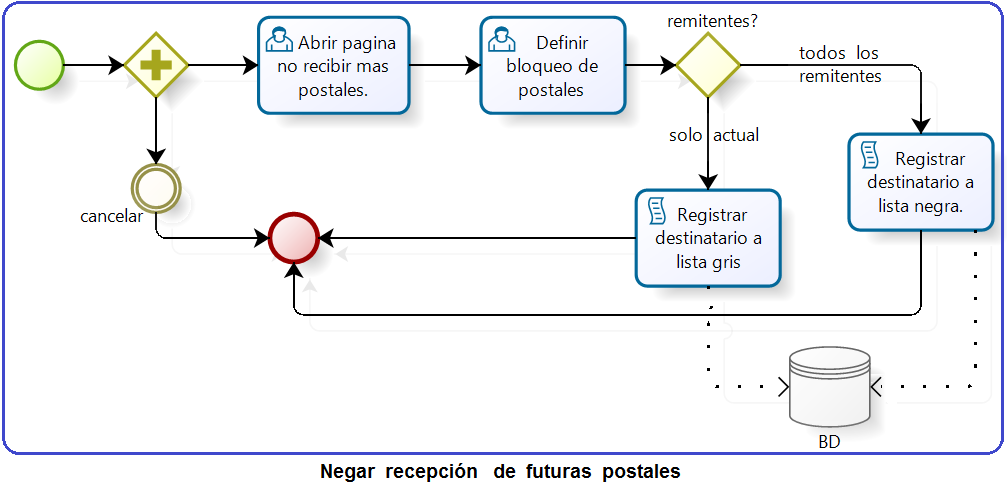 remitentes?
Abrir pagina
no recibir mas
postales.
Definir
bloqueo de
postales
todos los
remitentes
solo actual
Registrar
destinatario a
lista negra.
cancelar
Registrar
destinatario a
lista gris
BD
Negar recepción de futuras postales